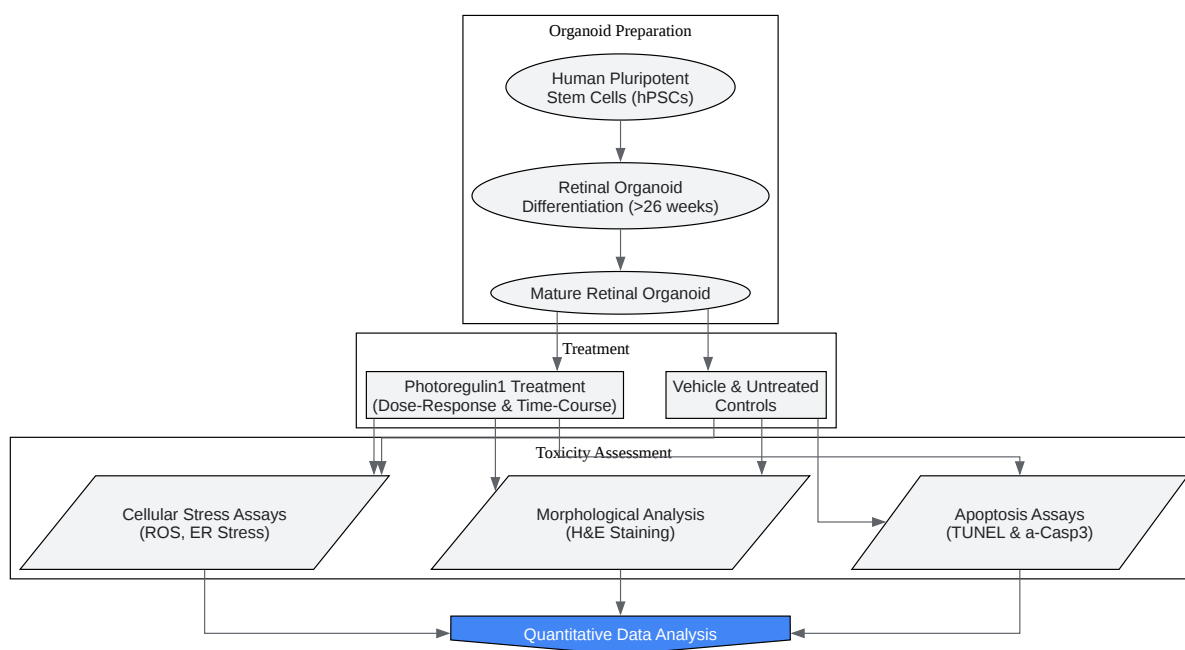 Organoid Preparation
Human Pluripotent
Stem Cells (hPSCs)
Retinal Organoid
Differentiation (>26 weeks)
Mature Retinal Organoid
Treatment
Photoregulin1 Treatment
(Dose-Response & Time-Course)
Vehicle & Untreated
Controls
Toxicity Assessment
Cellular Stress Assays
(ROS, ER Stress)
Morphological Analysis
(H&E Staining)
Apoptosis Assays
(TUNEL & a-Casp3)
Quantitative Data Analysis